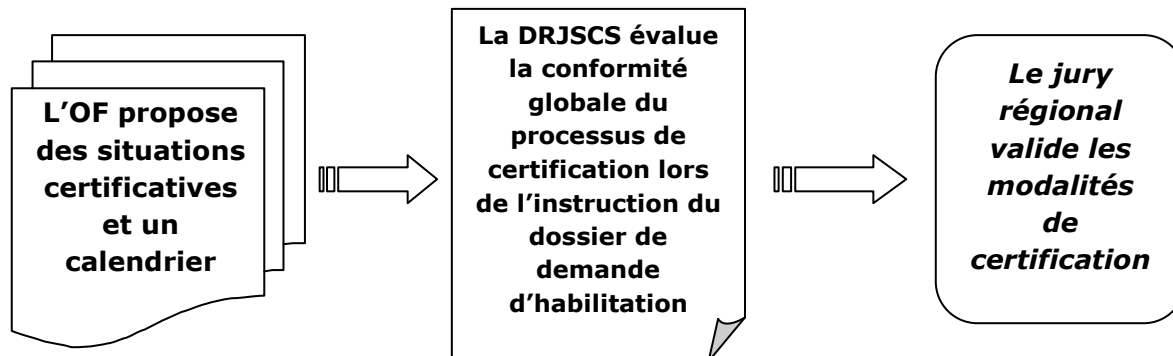 L’OF propose
des situations
certificatives
et un
calendrier
La DRJSCS évalue
la conformité
globale du
processus de
certification lors
de l’instruction du
dossier de
demande
d’habilitation
Le jury
régional
valide les
modalités
de
certification